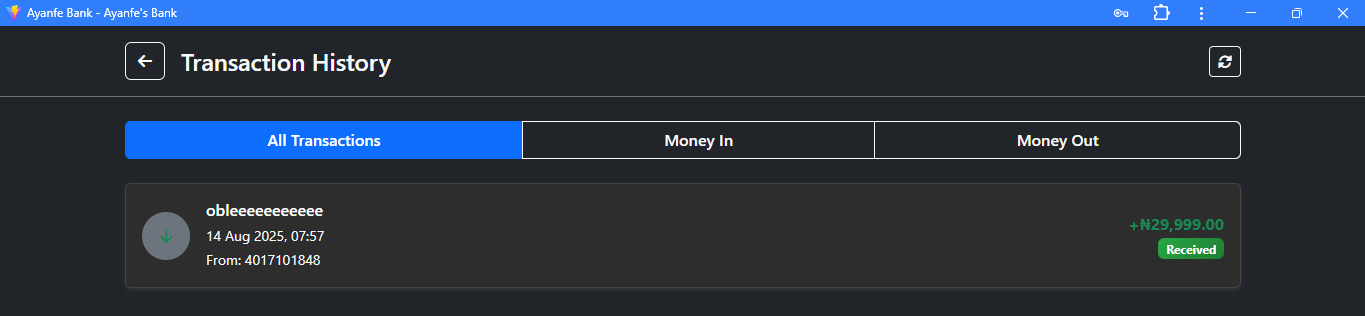 Ayanfe Bank - Ayanfe's Bank
Transaction History
All Transactions
Money In
Money Out
obleeeeeeeeeee
14 Aug 2025, 07:57
From: 4017101848
+₦29,999.00
Received